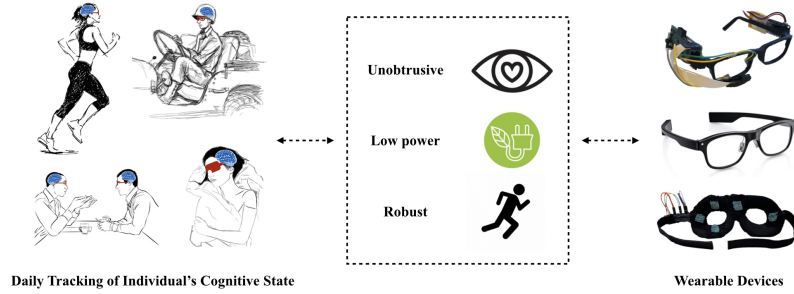 Unobtrusive
Low power
Robust
Daily Tracking of Individual's Cognitive State
Wearable Devices